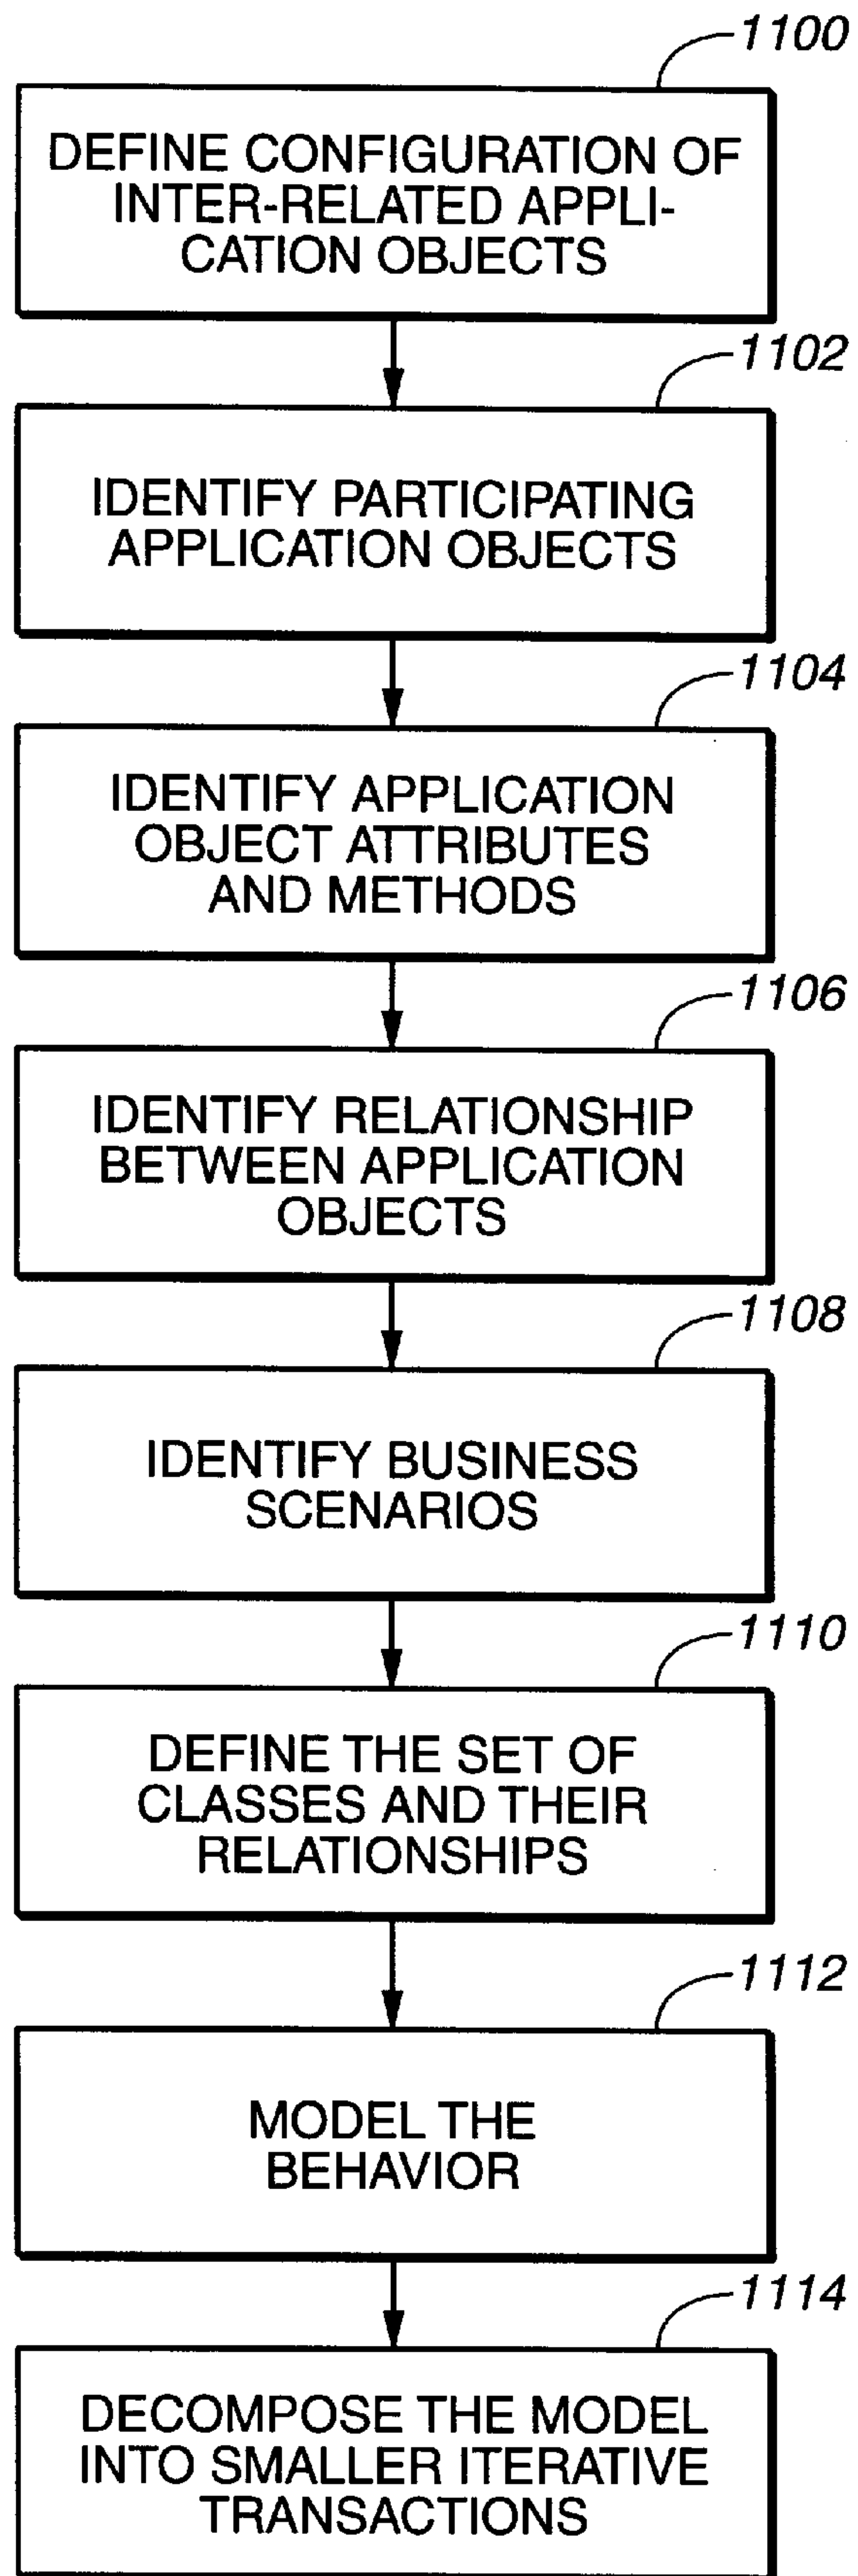 1100
DEFINE CONFIGURATION OF
INTER-RELATED APPLI-
CATION OBJECTS
1102
IDENTIFY PARTICIPATING
APPLICATION OBJECTS
1104
IDENTIFY APPLICATION
OBJECT ATTRIBUTES
AND METHODS
1106
IDENTIFY RELATIONSHIP
BETWEEN APPLICATION
OBJECTS
1108
IDENTIFY BUSINESS
SCENARIOS
1110
DEFINE THE SET OF
CLASSES AND THEIR
RELATIONSHIPS
1112
MODEL THE
BEHAVIOR
1114
DECOMPOSE THE MODEL
INTO SMALLER ITERATIVE
TRANSACTIONS